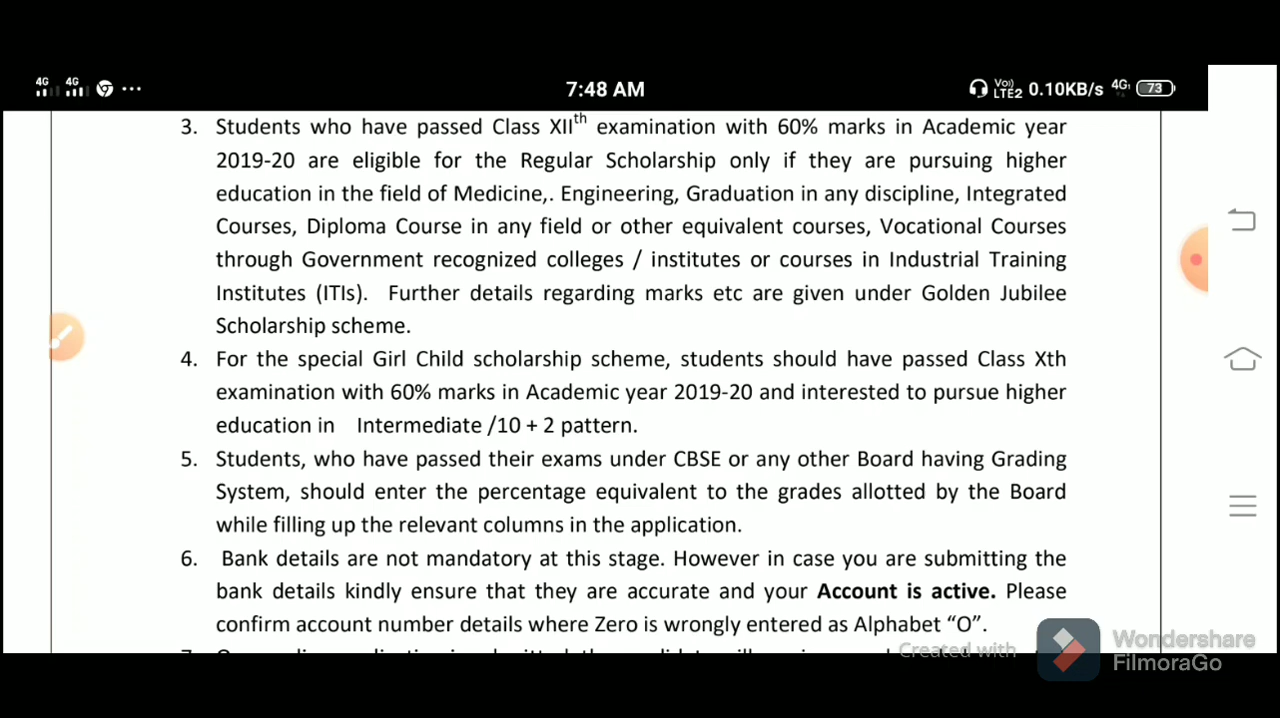 4G 4G ... 7:48 AM Vo) LTE2 0.10KB/s 4G 73
3. Students who have passed Class XIIth examination with 60% marks in Academic year
2019-20 are eligible for the Regular Scholarship only if they are pursuing higher
education in the field of Medicine,. Engineering, Graduation in any discipline, Integrated
Courses, Diploma Course in any field or other equivalent courses, Vocational Courses
through Government recognized colleges / institutes or courses in Industrial Training
Institutes (ITIs). Further details regarding marks etc are given under Golden Jubilee
Scholarship scheme.
4. For the special Girl Child scholarship scheme, students should have passed Class Xth
examination with 60% marks in Academic year 2019-20 and interested to pursue higher
education in Intermediate /10 + 2 pattern.
5. Students, who have passed their exams under CBSE or any other Board having Grading
System, should enter the percentage equivalent to the grades allotted by the Board
while filling up the relevant columns in the application.
6. Bank details are not mandatory at this stage. However in case you are submitting the
bank details kindly ensure that they are accurate and your Account is active. Please
confirm account number details where Zero is wrongly entered as Alphabet “O”.
Created with Wondershare
FilmoraGo